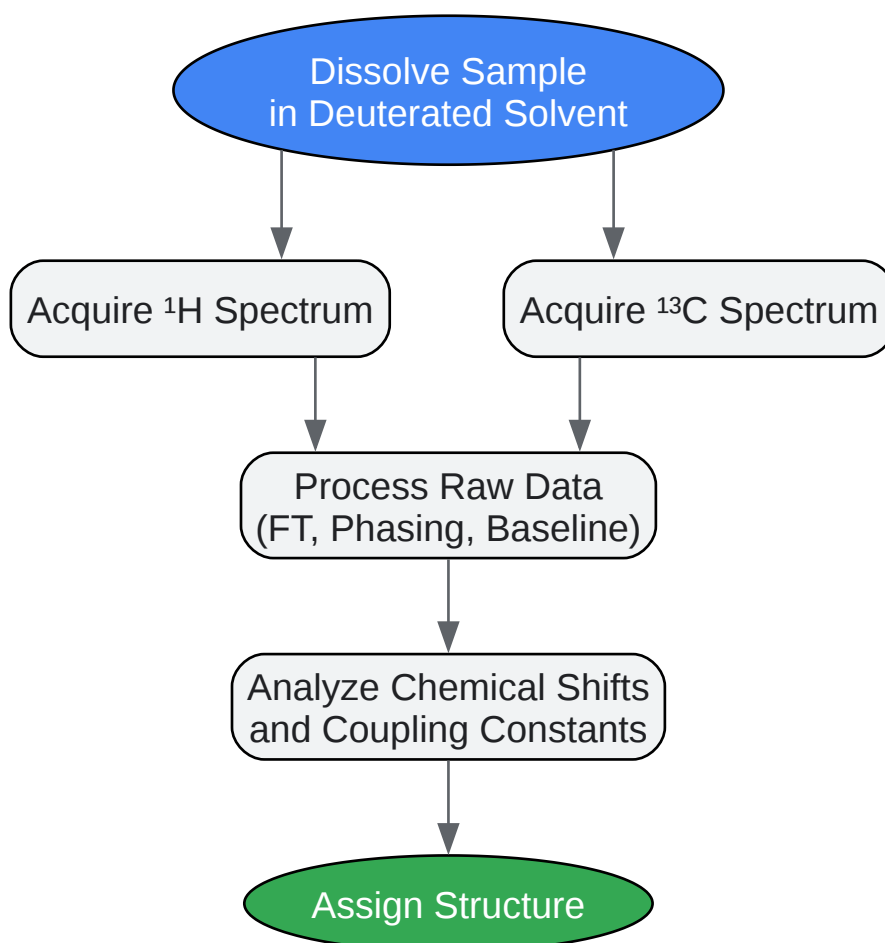 Dissolve Sample
in Deuterated Solvent
Acquire ¹H Spectrum
Acquire ¹³C Spectrum
Process Raw Data
(FT, Phasing, Baseline)
Analyze Chemical Shifts
and Coupling Constants
Assign Structure